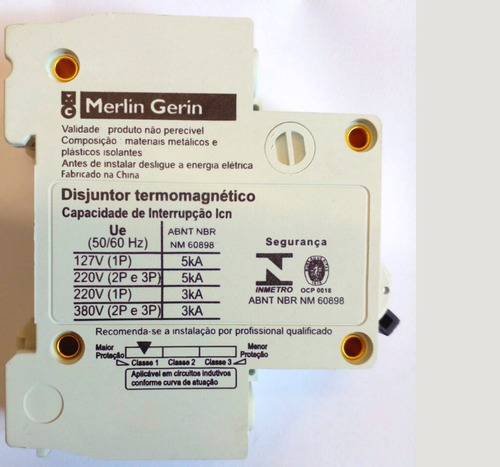 Merlin Gerin
Validade : produto não perecivel
Composição : materiais metálicos e
plásticos isolantes
Antes de instalar desligue a energia elétrica
Fabricado na China
Disjuntor termomagnético
Capacidade de Interrupção Icn
Ue
(50/60 Hz)
ABNT NBR
NM 60898
127V (1P) 5kA
220V (2P e 3P) 5kA
220V (1P) 3kA
380V (2P e 3P) 3kA
Segurança
INMETRO
OCP 0018
ABNT NBR NM 60898
Recomenda-se a instalação por profissional qualificado
Maior
Proteção
Menor
Proteção
Classe 1 Classe 2 Classe 3
Aplicável em circuitos indutivos
conforme curva de atuação